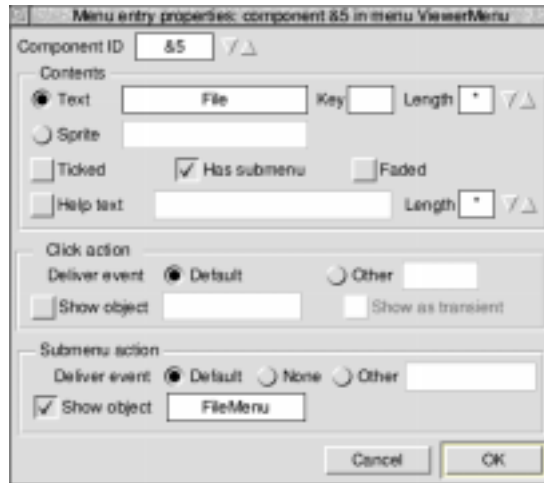 Menu entry properties: component &5 in menu ViewerMenu
Component ID &5
Contents
Text File Key Length *
Sprite
Ticked Has submenu Faded
Help text Length *
Click action
Deliver event Default Other
Show object Show as transient
Submenu action
Deliver event Default None Other
Show object FileMenu
Cancel OK